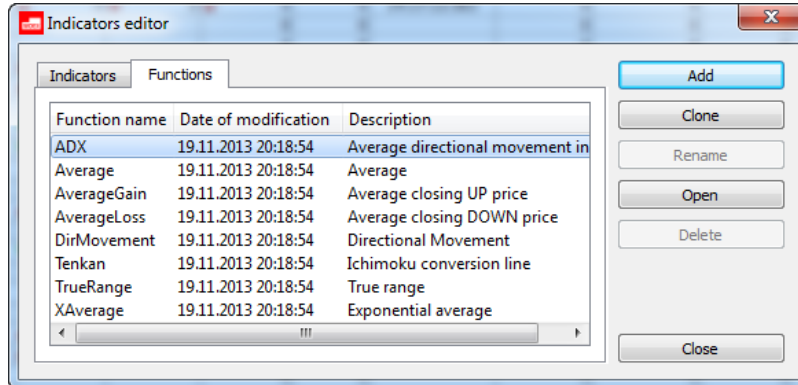 Indicators editor
Indicators Functions
Add
Function name Date of modification Description
Clone
ADX 19.11.2013 20:18:54 Average directional movement in
Rename
Average 19.11.2013 20:18:54 Average
AverageGain 19.11.2013 20:18:54 Average closing UP price
Open
AverageLoss 19.11.2013 20:18:54 Average closing DOWN price
DirMovement 19.11.2013 20:18:54 Directional Movement
Delete
Tenkan 19.11.2013 20:18:54 Ichimoku conversion line
TrueRange 19.11.2013 20:18:54 True range
XAverage 19.11.2013 20:18:54 Exponential average
Close